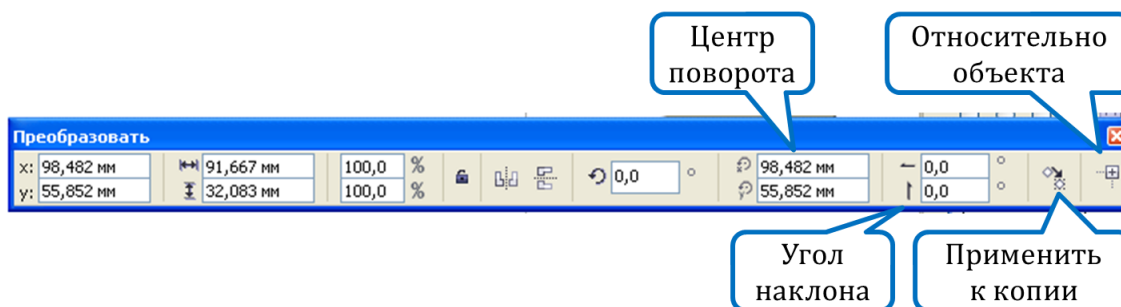 Центр
поворота
Относительно
объекта
Преобразовать
x: 98,482 мм 91,667 мм 100,0 % 0,0 ° 98,482 мм 0,0 °
y: 55,852 мм 32,083 мм 100,0 % 55,852 мм 0,0 °
Угол
наклона
Применить
к копии